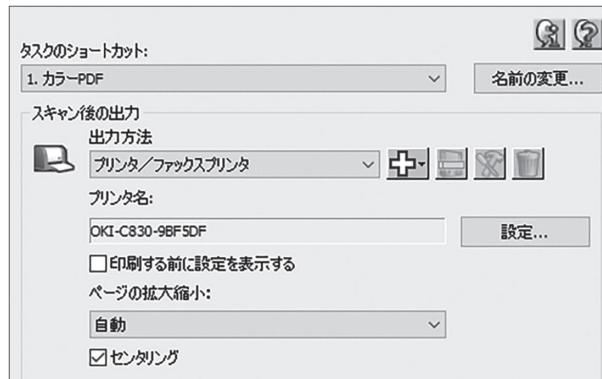 タスクのショートカット:
1. カラーPDF
名前の変更...
スキャン後の出力
出力方法
プリンタ／ファックスプリンタ
プリンタ名:
OKI-C830-9BF5DF
設定...
印刷する前に設定を表示する
ページの拡大縮小:
自動
センタリング